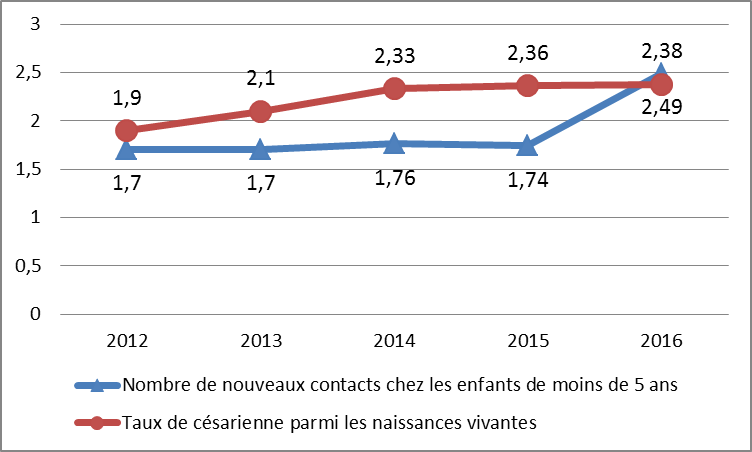 3
2,5
2
1,5
1
0,5
0
1,9 2,1 2,33 2,36 2,38
1,7 1,7 1,76 1,74 2,49
2012 2013 2014 2015 2016
Nombre de nouveaux contacts chez les enfants de moins de 5 ans
Taux de césarienne parmi les naissances vivantes